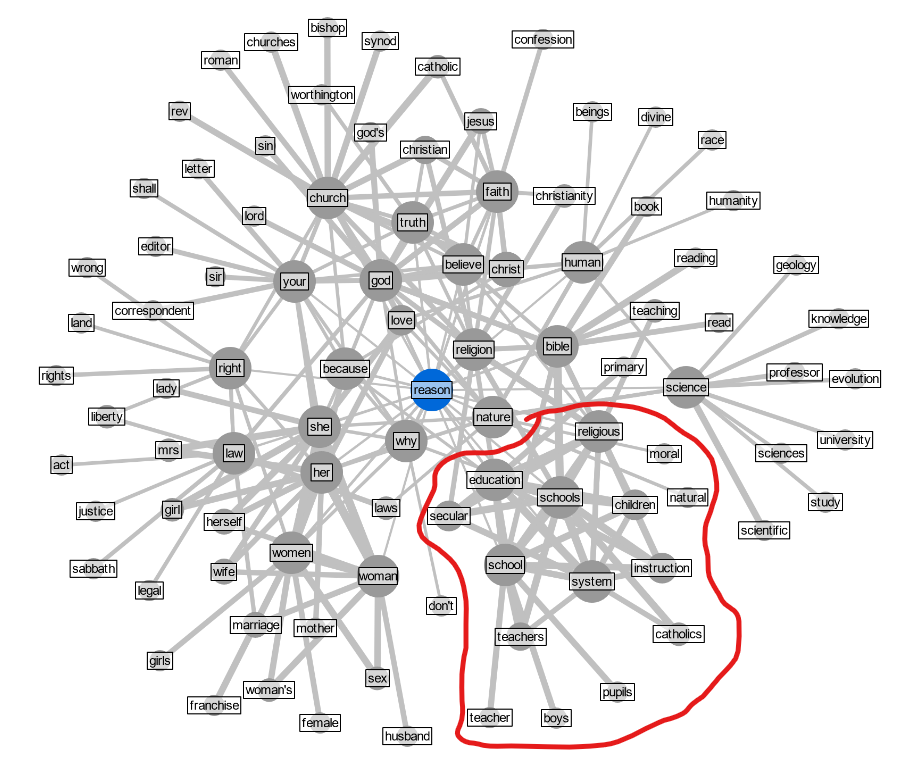 bishop
churches
synod
confession
roman
catholic
worthington
rev
beings
divine
jesus
god's
race
sin
christian
letter
shall
church
faith
christianity
humanity
book
lord
truth
editor
reading
wrong
sir
your
god
believe
christ
human
geology
correspondent
teaching
land
love
read
knowledge
religion
bible
rights
right
because
primary
professor
evolution
lady
reason
science
liberty
she
nature
mrs
law
why
religious
university
act
her
education
moral
sciences
justice
girl
laws
secular
schools
children
natural
study
herself
scientific
women
sabbath
wife
woman
school
system
instruction
legal
don't
marriage
mother
teachers
catholics
girls
sex
woman's
pupils
franchise
female
husband
teacher
boys